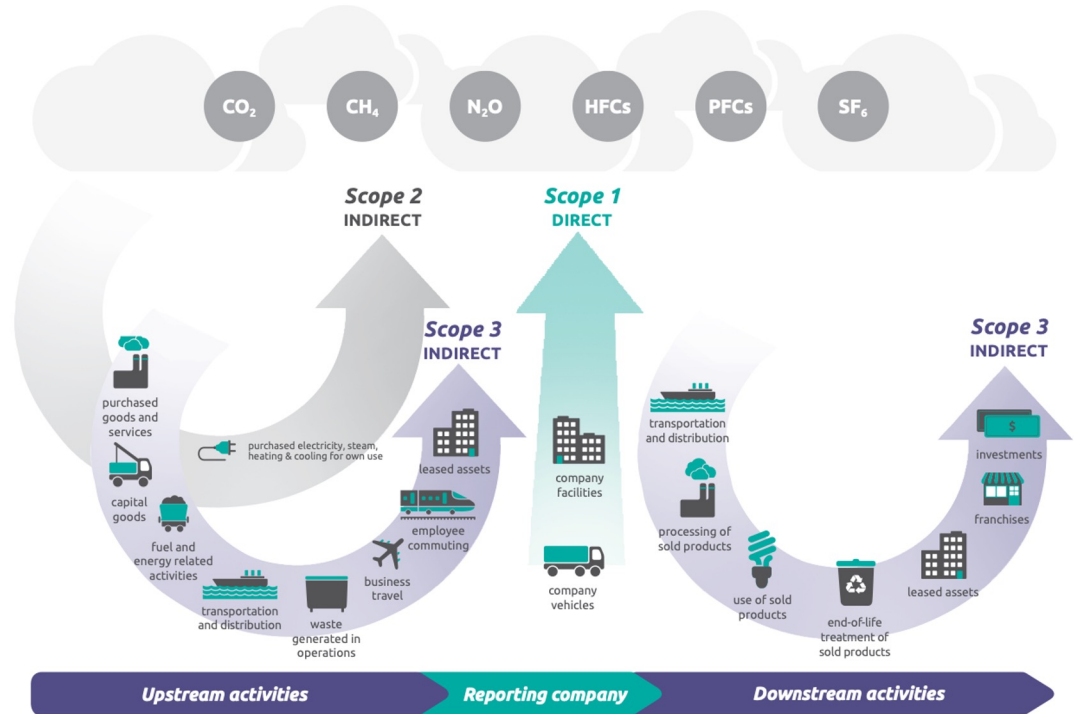 CO₂ CH₄ N₂O HFCs PFCs SF₆
Scope 2
INDIRECT
Scope 1
DIRECT
Scope 3
INDIRECT
Scope 3
INDIRECT
purchased
goods and
services
capital
goods
fuel and
energy related
activities
transportation
and distribution
waste
generated in
operations
business
travel
employee
commuting
leased assets
purchased electricity, steam,
heating & cooling for own use
company
facilities
company
vehicles
transportation
and distribution
processing of
sold products
use of sold
products
end-of-life
treatment of
sold products
leased assets
franchises
$
investments
Upstream activities
Reporting company
Downstream activities